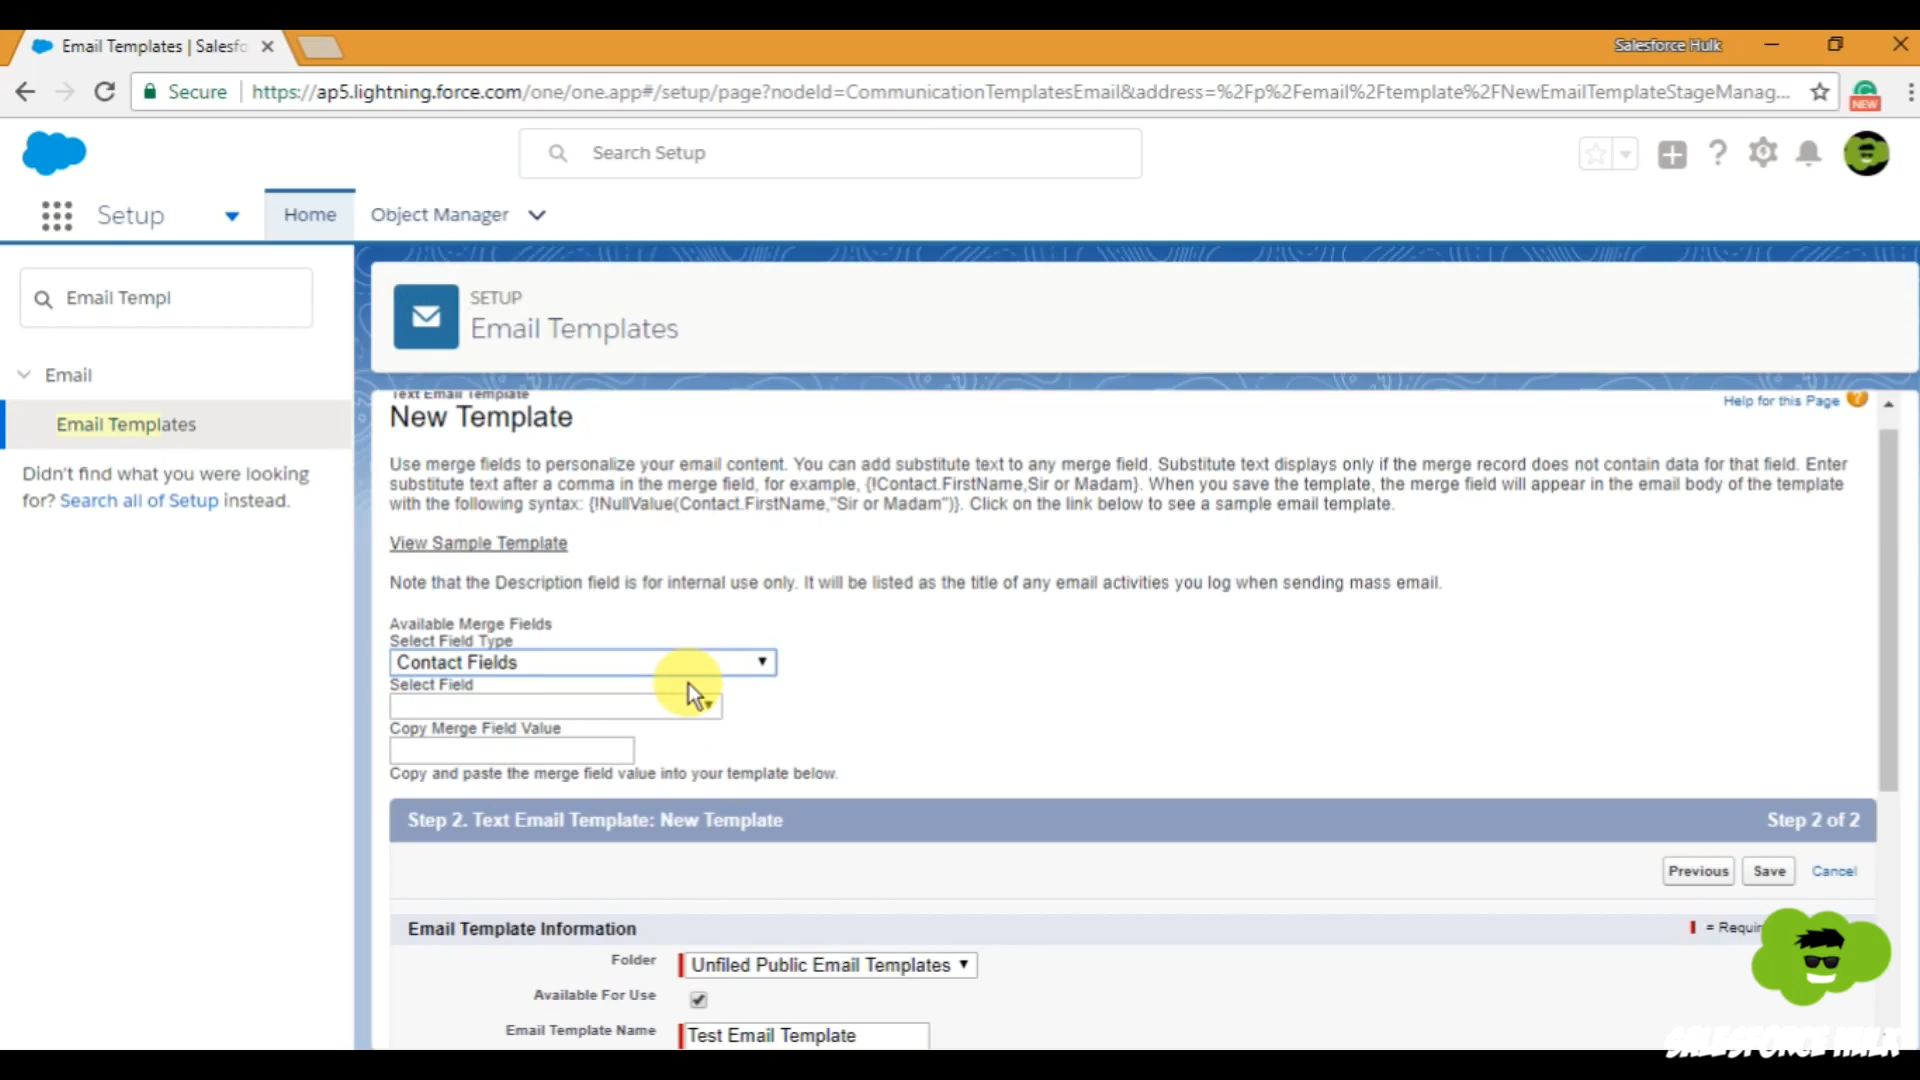 Email Templates | Salesfo
Salesforce Hulk
Secure
https://ap5.lightning.force.com/one/one.app#/setup/page?nodeId=CommunicationTemplatesEmail&address=%2Fp%2Femail%2Ftemplate%2FNewEmailTemplateStageManag...
NEW
Search Setup
Setup
Home
Object Manager
Email Templ
SETUP
Email Templates
Email
Email Templates
Didn't find what you were looking
for? Search all of Setup instead.
Text Email Template
New Template
Help for this Page
Use merge fields to personalize your email content. You can add substitute text to any merge field. Substitute text displays only if the merge record does not contain data for that field. Enter
substitute text after a comma in the merge field, for example, {!Contact.FirstName,Sir or Madam}. When you save the template, the merge field will appear in the email body of the template
with the following syntax: {!NullValue(Contact.FirstName,"Sir or Madam")}. Click on the link below to see a sample email template.
View Sample Template
Note that the Description field is for internal use only. It will be listed as the title of any email activities you log when sending mass email.
Available Merge Fields
Select Field Type
Contact Fields
Select Field
Copy Merge Field Value
Copy and paste the merge field value into your template below.
Step 2. Text Email Template: New Template
Step 2 of 2
Previous
Save
Cancel
Email Template Information
= Requir
Folder
Unfiled Public Email Templates
Available For Use
Email Template Name
Test Email Template
SALESFORCE HULK